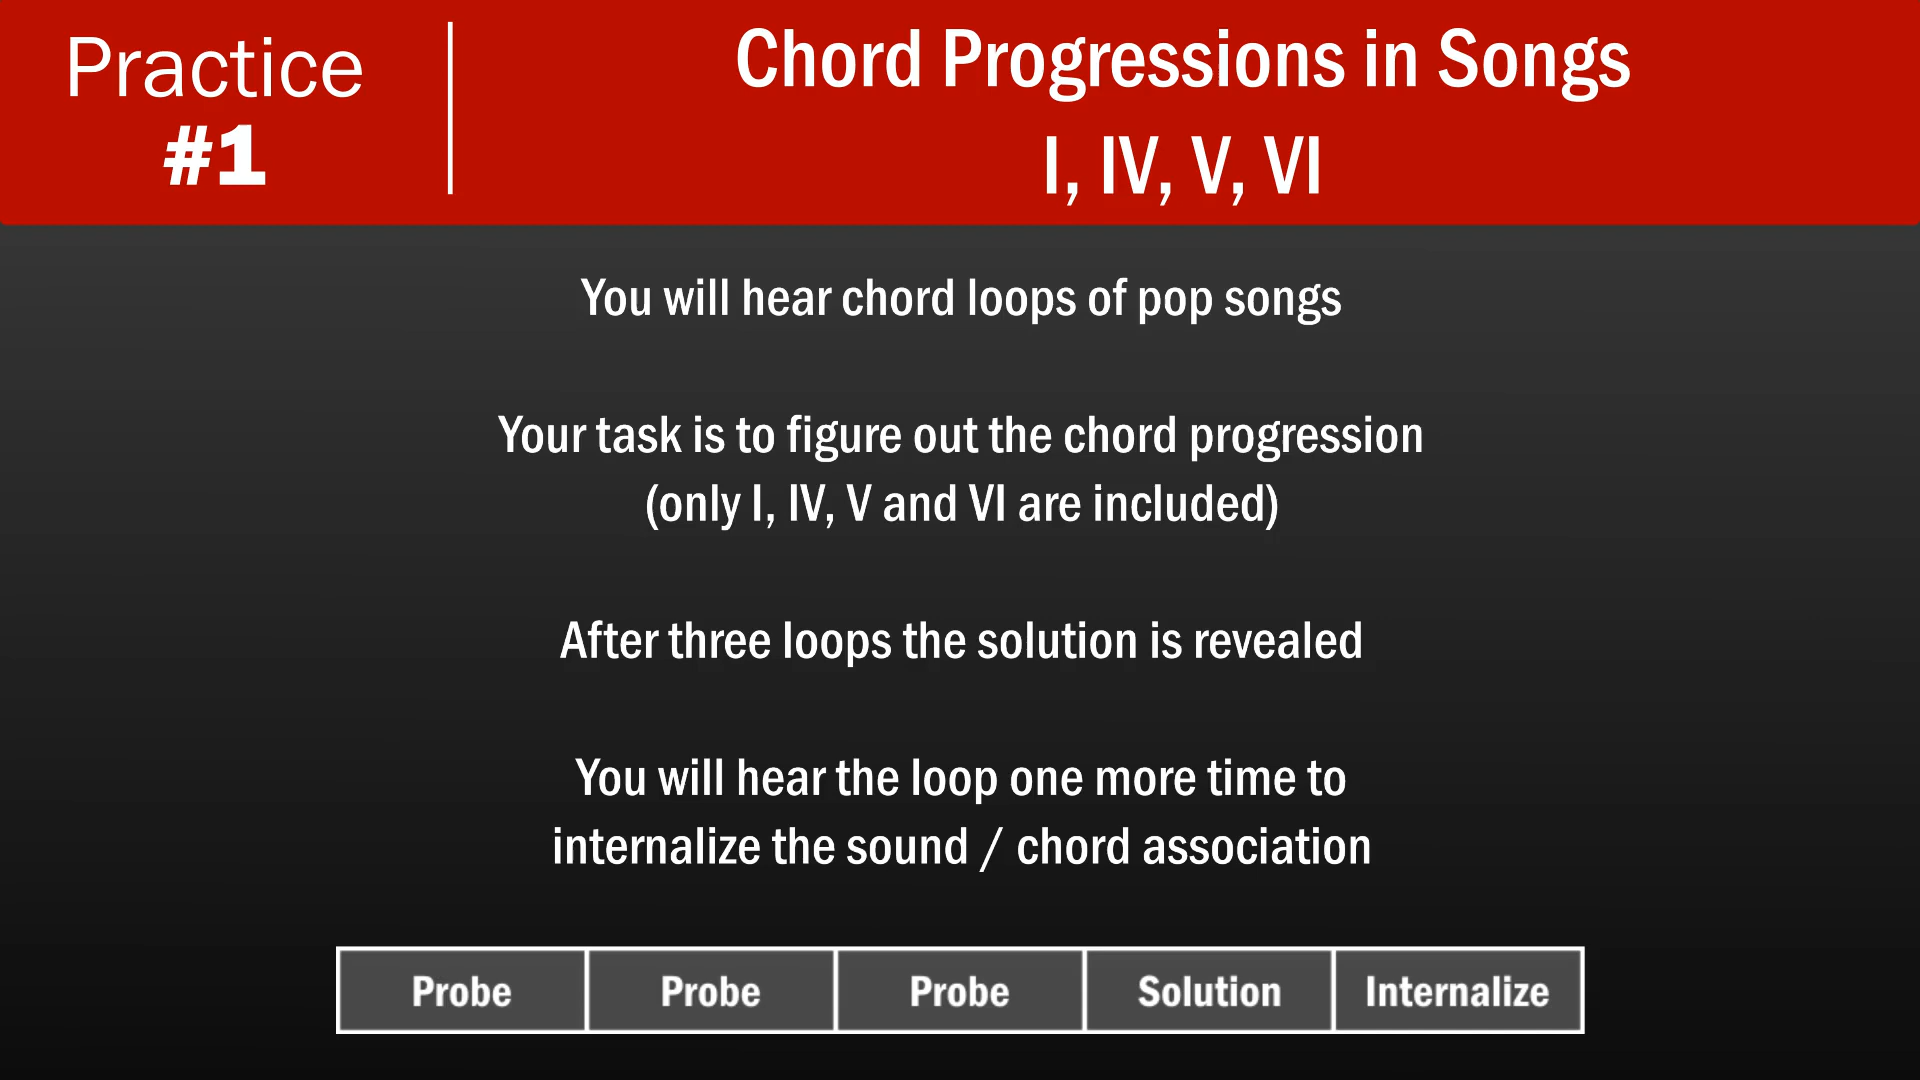 Practice
#1
Chord Progressions in Songs
I, IV, V, VI
You will hear chord loops of pop songs
Your task is to figure out the chord progression
(only I, IV, V and VI are included)
After three loops the solution is revealed
You will hear the loop one more time to
internalize the sound / chord association
Probe
Probe
Probe
Solution
Internalize